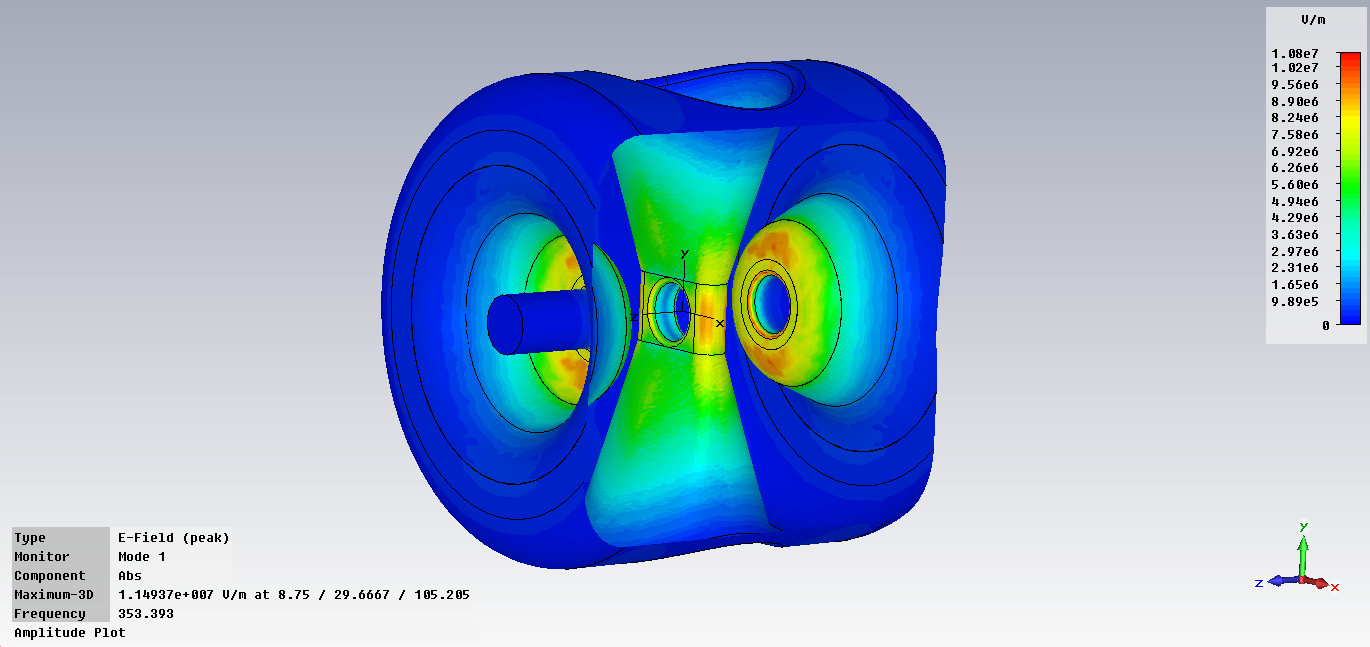 V/m
1.08e7
1.02e7
9.56e6
8.90e6
8.24e6
7.58e6
6.92e6
6.26e6
5.60e6
4.94e6
4.29e6
3.63e6
2.97e6
2.31e6
1.65e6
9.89e5
0
y
z
x
Type E-Field (peak)
Monitor Mode 1
Component Abs
Maximum-3D 1.14937e+007 V/m at 8.75 / 29.6667 / 105.205
Frequency 353.393
Amplitude Plot
y
z
x